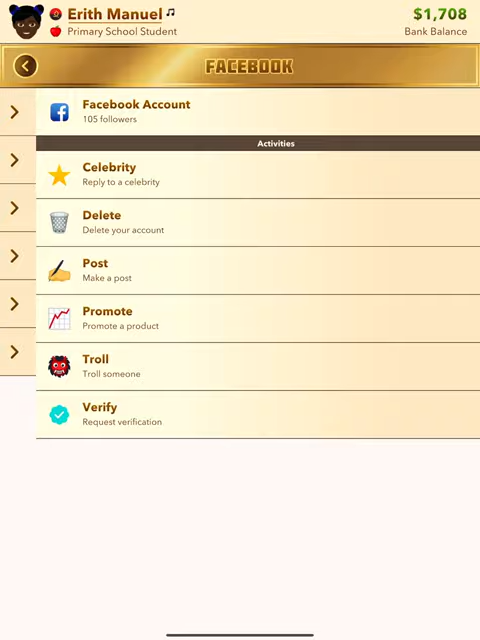 Erith Manuel
Primary School Student
$1,708
Bank Balance
FACEBOOK
Facebook Account
105 followers
Activities
Celebrity
Reply to a celebrity
Delete
Delete your account
Post
Make a post
Promote
Promote a product
Troll
Troll someone
Verify
Request verification